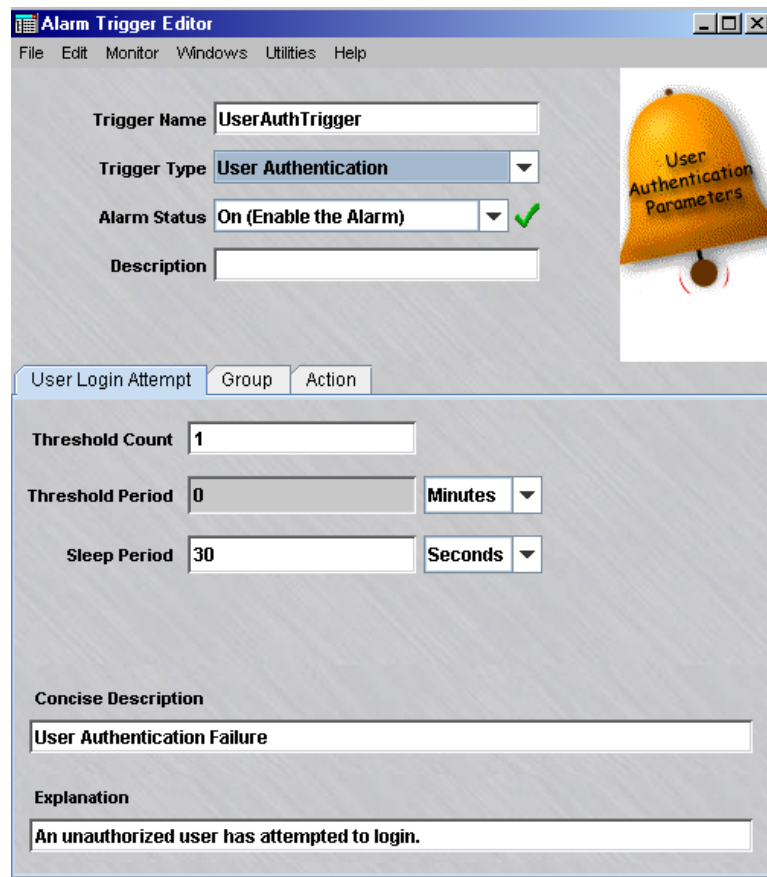 Alarm Trigger Editor
File Edit Monitor Windows Utilities Help
Trigger Name UserAuthTrigger
Trigger Type User Authentication
Alarm Status On (Enable the Alarm)
Description
User Authentication Parameters
User Login Attempt Group Action
Threshold Count 1
Threshold Period 0 Minutes
Sleep Period 30 Seconds
Concise Description
User Authentication Failure
Explanation
An unauthorized user has attempted to login.